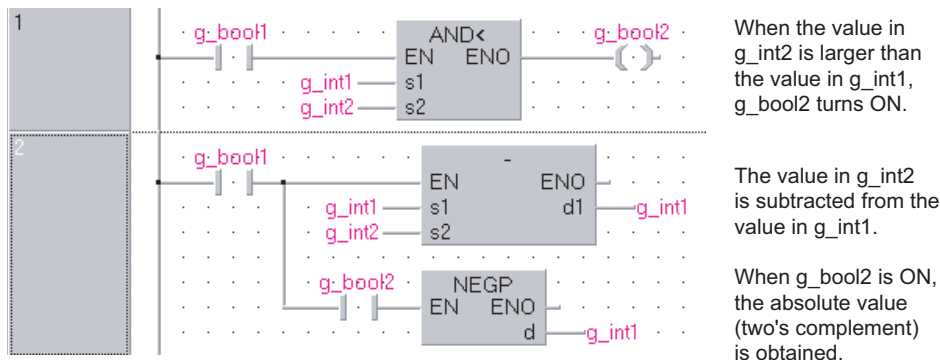 1
g_bool1
AND<
g_bool2
EN ENO
g_int1 s1
g_int2 s2
When the value in
g_int2 is larger than
the value in g_int1,
g_bool2 turns ON.
2
g_bool1
-
EN ENO
g_int1 s1 d1 g_int1
g_int2 s2
The value in g_int2
is subtracted from the
value in g_int1.
g_bool2
NEGP
EN ENO
d g_int1
When g_bool2 is ON,
the absolute value
(two's complement)
is obtained.